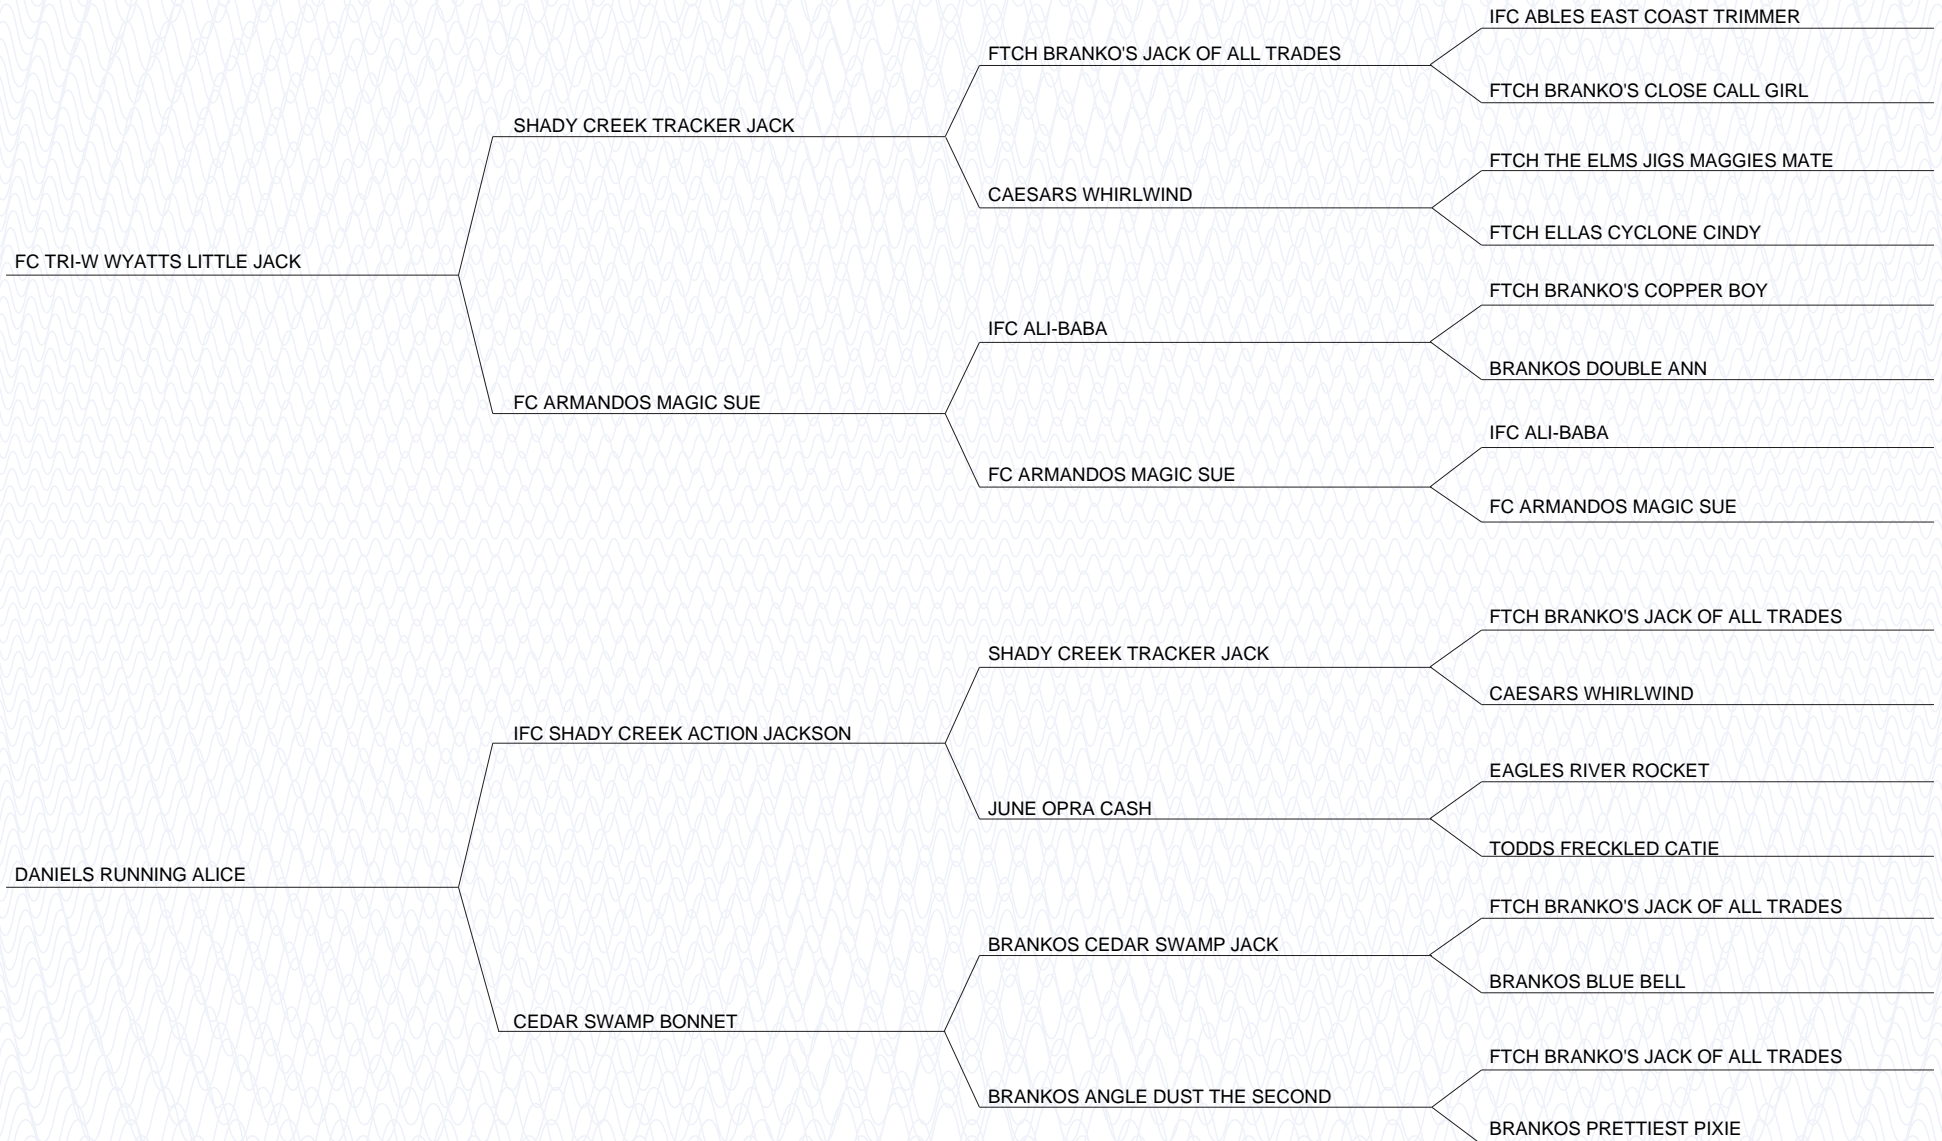 IFC ABLES EAST COAST TRIMMER
FTCH BRANKO'S JACK OF ALL TRADES
FTCH BRANKO'S CLOSE CALL GIRL
SHADY CREEK TRACKER JACK
FTCH THE ELMS JIGS MAGGIES MATE
CAESARS WHIRLWIND
FTCH ELLAS CYCLONE CINDY
FC TRI-W WYATTS LITTLE JACK
FTCH BRANKO'S COPPER BOY
IFC ALI-BABA
BRANKOS DOUBLE ANN
FC ARMANDOS MAGIC SUE
IFC ALI-BABA
FC ARMANDOS MAGIC SUE
FC ARMANDOS MAGIC SUE
FTCH BRANKO'S JACK OF ALL TRADES
SHADY CREEK TRACKER JACK
CAESARS WHIRLWIND
IFC SHADY CREEK ACTION JACKSON
EAGLES RIVER ROCKET
JUNE OPRA CASH
TODDS FRECKLED CATIE
DANIELS RUNNING ALICE
FTCH BRANKO'S JACK OF ALL TRADES
BRANKOS CEDAR SWAMP JACK
BRANKOS BLUE BELL
CEDAR SWAMP BONNET
FTCH BRANKO'S JACK OF ALL TRADES
BRANKOS ANGLE DUST THE SECOND
BRANKOS PRETTIEST PIXIE